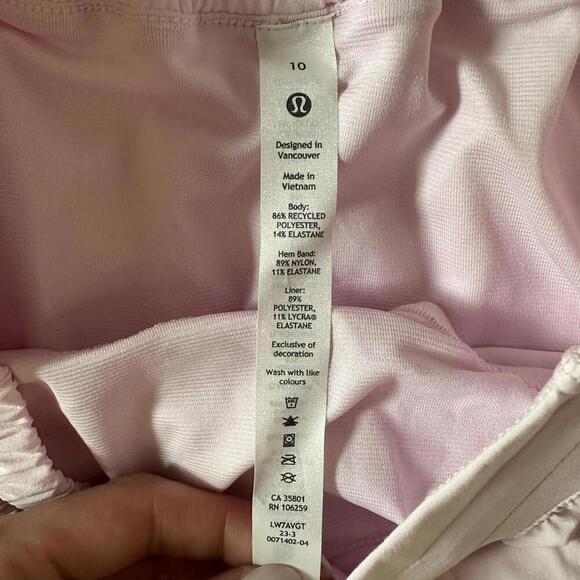 10
Designed in
Vancouver
Made in
Vietnam
Body:
86% RECYCLED
POLYESTER,
14% ELASTANE
Hem Band:
89% NYLON,
11% ELASTANE
Liner:
89%
POLYESTER,
11% LYCRA®
ELASTANE
Exclusive of
decoration
Wash with like
colours
CA 35801
RN 106259
LW7AVGT
23-3
0071402-04